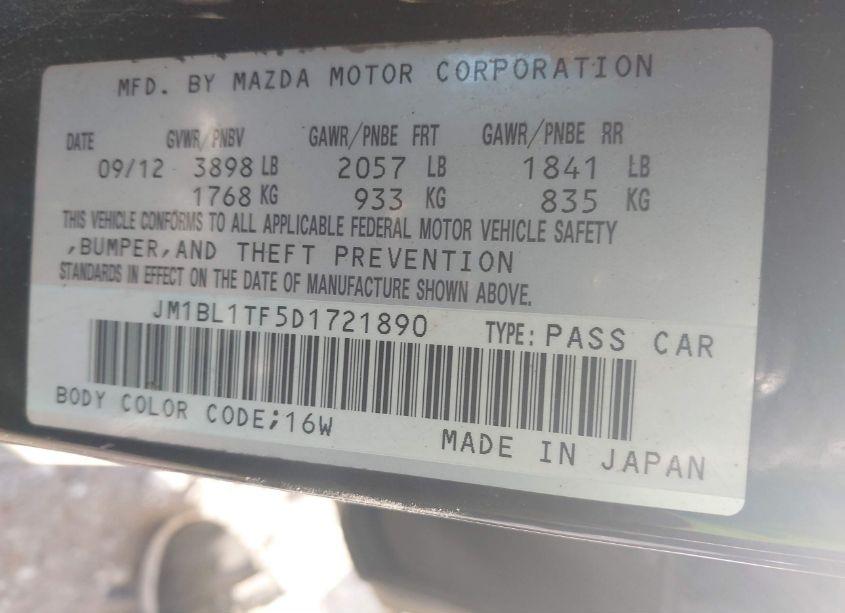 MFD. BY MAZDA MOTOR CORPORATION
DATE GVWR/PNBV GAWR/PNBE FRT GAWR/PNBE RR
09/12 3898 LB 2057 LB 1841 LB
1768 KG 933 KG 835 KG
THIS VEHICLE CONFORMS TO ALL APPLICABLE FEDERAL MOTOR VEHICLE SAFETY
,BUMPER,AND THEFT PREVENTION
STANDARDS IN EFFECT ON THE DATE OF MANUFACTURE SHOWN ABOVE.
JM1BL1TF5D1721890 TYPE: PASS CAR
BODY COLOR CODE;16W MADE IN JAPAN